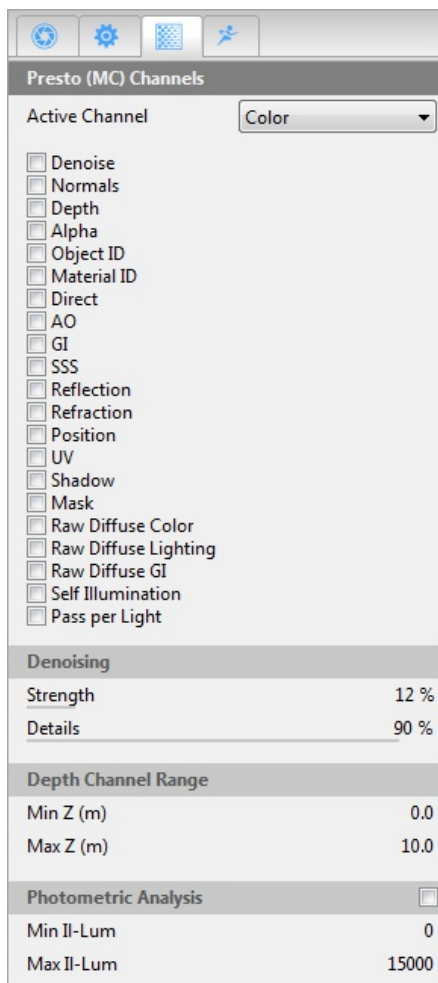 Presto (MC) Channels
Active Channel Color
Denoise
Normals
Depth
Alpha
Object ID
Material ID
Direct
AO
GI
SSS
Reflection
Refraction
Position
UV
Shadow
Mask
Raw Diffuse Color
Raw Diffuse Lighting
Raw Diffuse GI
Self Illumination
Pass per Light
Denoising
Strength 12 %
Details 90 %
Depth Channel Range
Min Z (m) 0.0
Max Z (m) 10.0
Photometric Analysis
Min Il-Lum 0
Max Il-Lum 15000